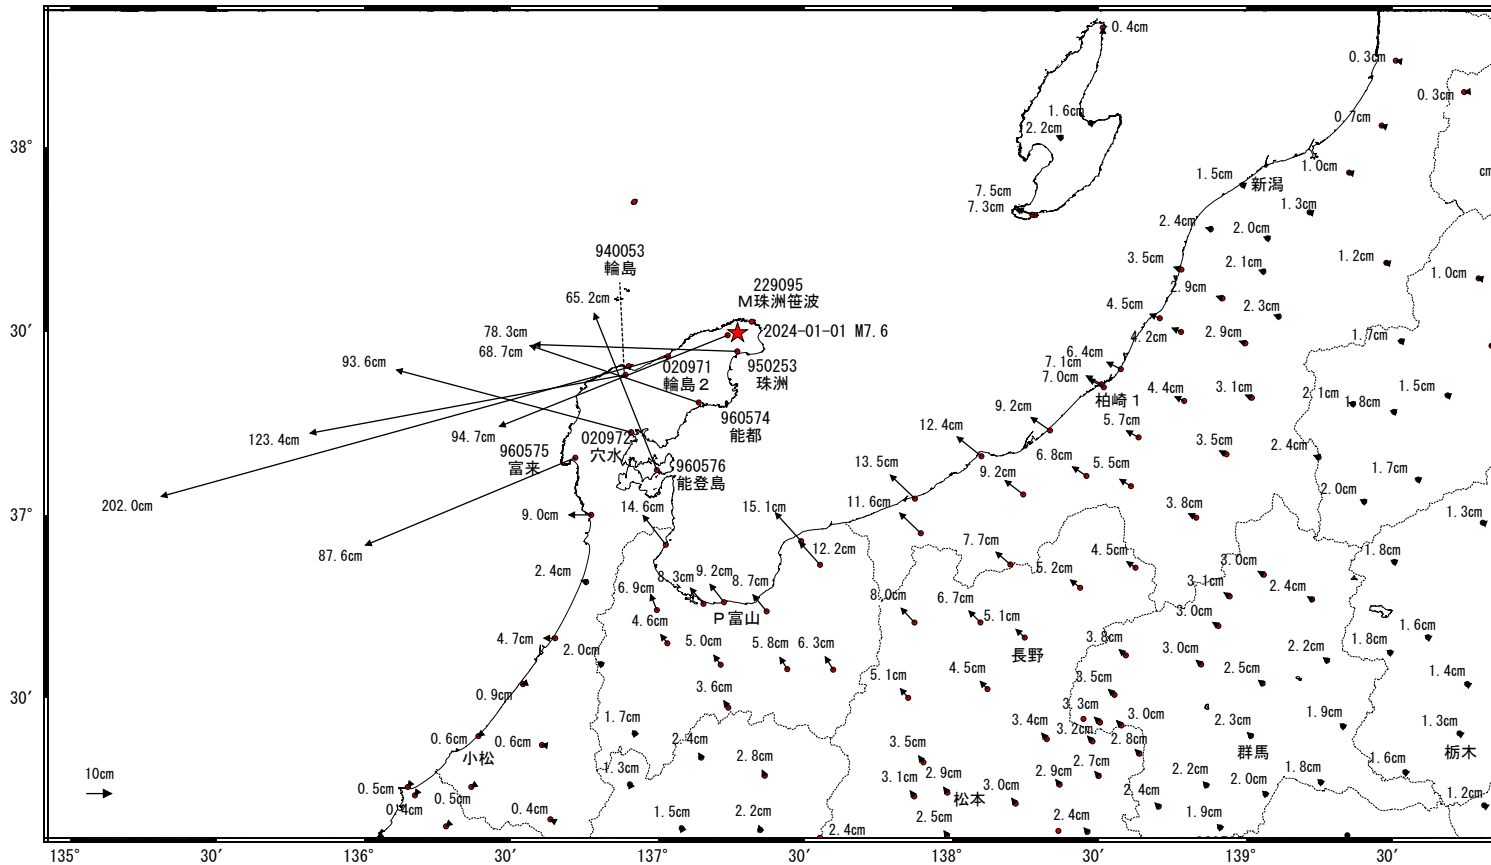 0.4cm
0.3cm
0.3cm
1.6cm
2.2cm
0.7cm
38°
1.0cm
cm
1.5cm
新潟
7.5cm
7.3cm
1.3cm
2.4cm
2.0cm
940053
輪島
3.5cm
2.1cm
1.2cm
1.0cm
65.2cm
229095
M珠洲笹波
2.9cm
4.5cm
2.3cm
30′
78.3cm
2024-01-01 M7.6
4.2cm
2.9cm
1.7cm
68.7cm
93.6cm
020971
輪島2
950253
珠洲
6.4cm
7.1cm
7.0cm
柏崎1
4.4cm
3.1cm
2.1cm
1.8cm
1.5cm
960574
能都
9.2cm
5.7cm
123.4cm
94.7cm
020972
穴水
12.4cm
3.5cm
2.4cm
960575
富来
960576
能登島
13.5cm
9.2cm
6.8cm
5.5cm
1.7cm
202.0cm
14.6cm
15.1cm
11.6cm
3.8cm
2.0cm
37°
9.0cm
1.3cm
87.6cm
12.2cm
7.7cm
4.5cm
1.8cm
2.4cm
8.3cm
9.2cm
8.7cm
5.2cm
3.0cm
6.9cm
3.1cm
2.4cm
8.0cm
6.7cm
4.6cm
P富山
5.1cm
3.0cm
1.6cm
4.7cm
5.0cm
5.8cm
6.3cm
長野
3.8cm
3.0cm
2.2cm
1.8cm
2.0cm
5.1cm
4.5cm
2.5cm
1.4cm
30′
0.9cm
3.6cm
3.5cm
3.3cm
3.0cm
1.7cm
3.4cm
3.2cm
2.3cm
1.9cm
1.3cm
0.6cm
0.6cm
2.4cm
2.8cm
小松
3.5cm
2.8cm
群馬
栃木
10cm
1.3cm
3.1cm
2.9cm
3.0cm
2.9cm
2.7cm
2.2cm
2.0cm
1.8cm
1.6cm
0.5cm
0.5cm
0.4cm
松本
2.4cm
1.2cm
0.4cm
1.5cm
2.2cm
2.4cm
2.5cm
2.4cm
1.9cm
135°
30′
136°
30′
137°
30′
138°
30′
139°
30′